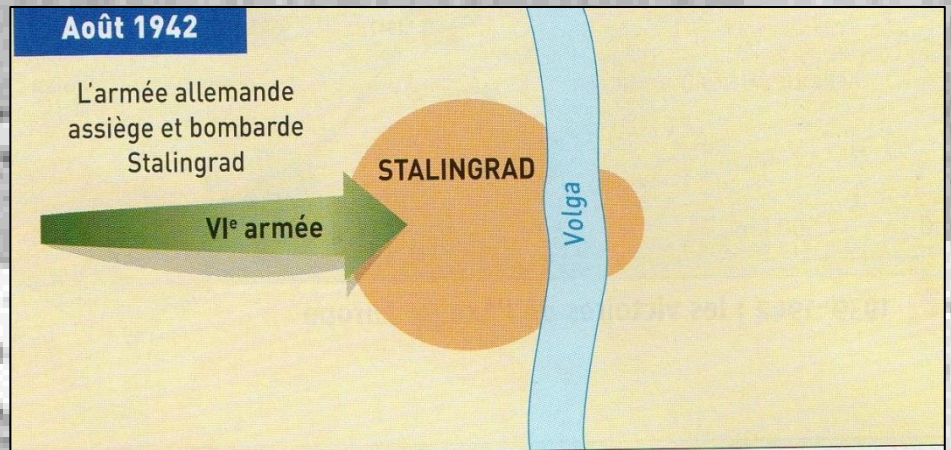 Août 1942
L'armée allemande
assiège et bombarde
Stalingrad
STALINGRAD
VIe armée
Volga